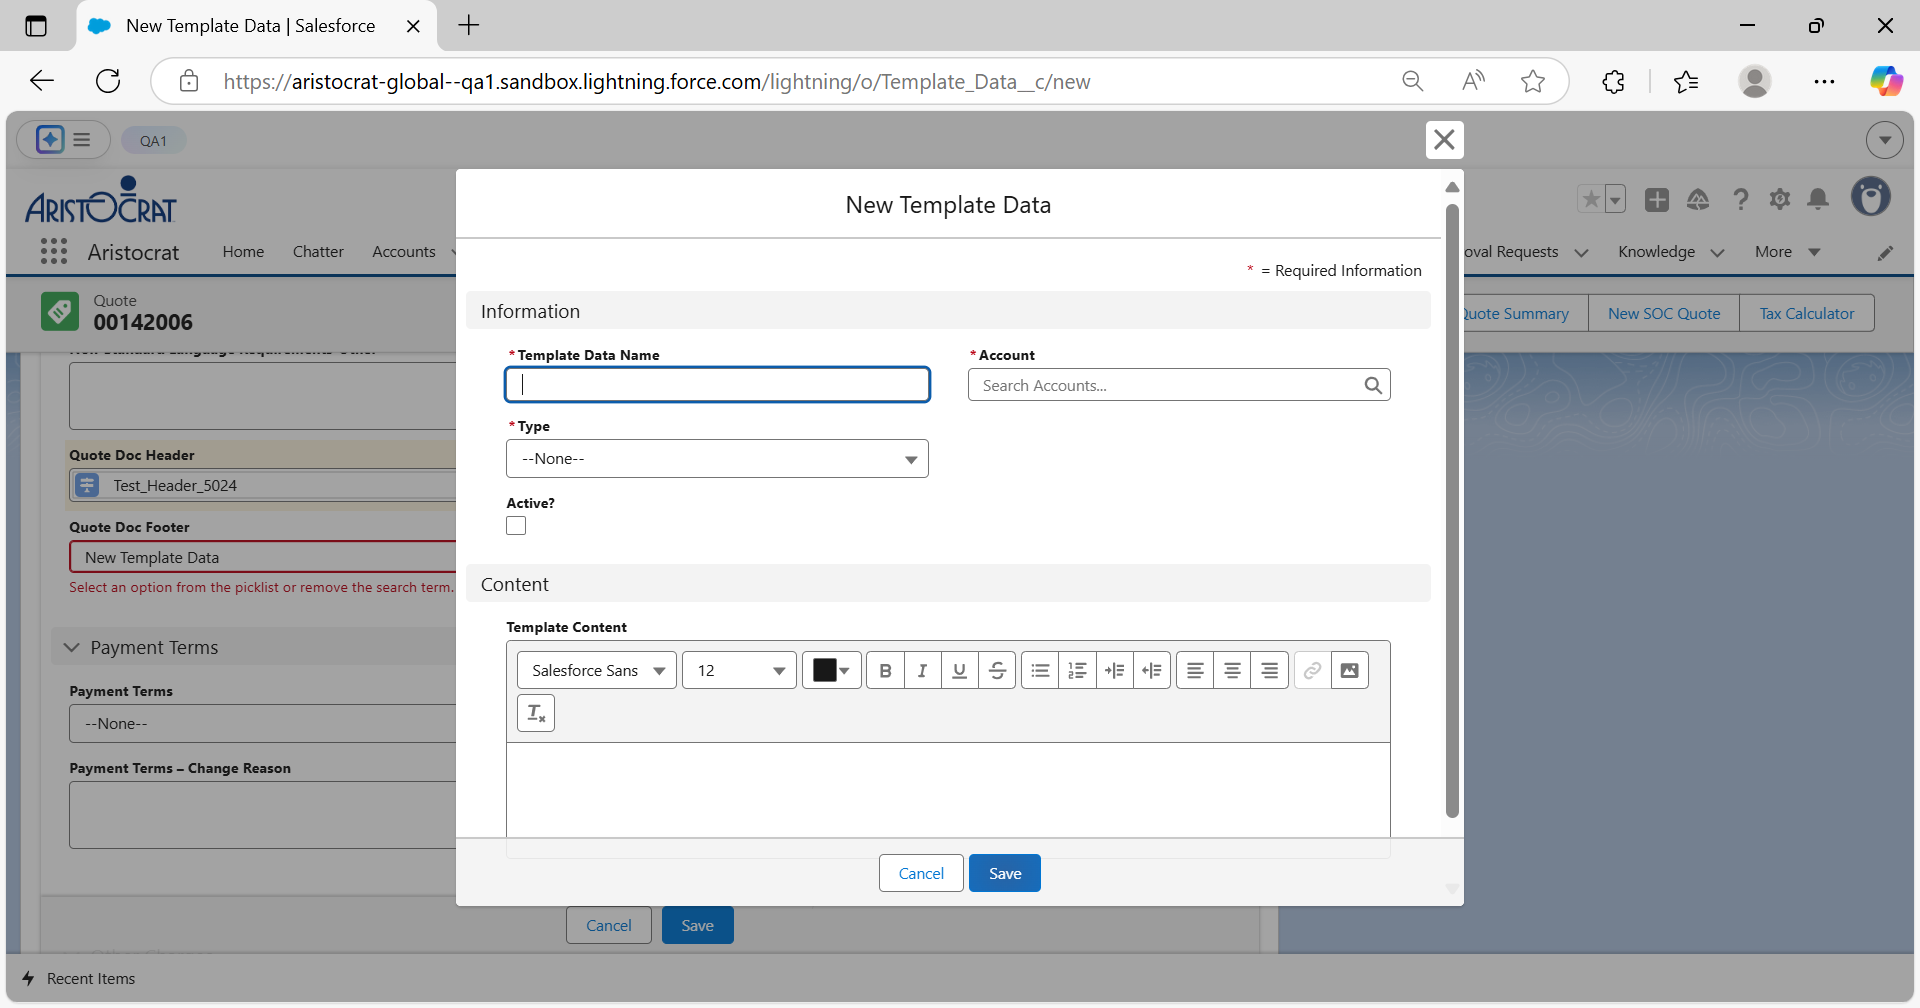 New Template Data | Salesforce
https://aristocrat-global--qa1.sandbox.lightning.force.com/lightning/o/Template_Data__c/new
QA1
ARISTOCRAT
Aristocrat
Home
Chatter
Accounts
oval Requests
Knowledge
More
Quote
00142006
Quote Summary
New SOC Quote
Tax Calculator
Quote Doc Header
Test_Header_5024
Quote Doc Footer
New Template Data
Select an option from the picklist or remove the search term.
Payment Terms
Payment Terms
--None--
Payment Terms – Change Reason
Cancel
Save
Recent Items
New Template Data
* = Required Information
Information
*Template Data Name
*Account
Search Accounts...
*Type
--None--
Active?
Content
Template Content
Salesforce Sans
12
Cancel
Save